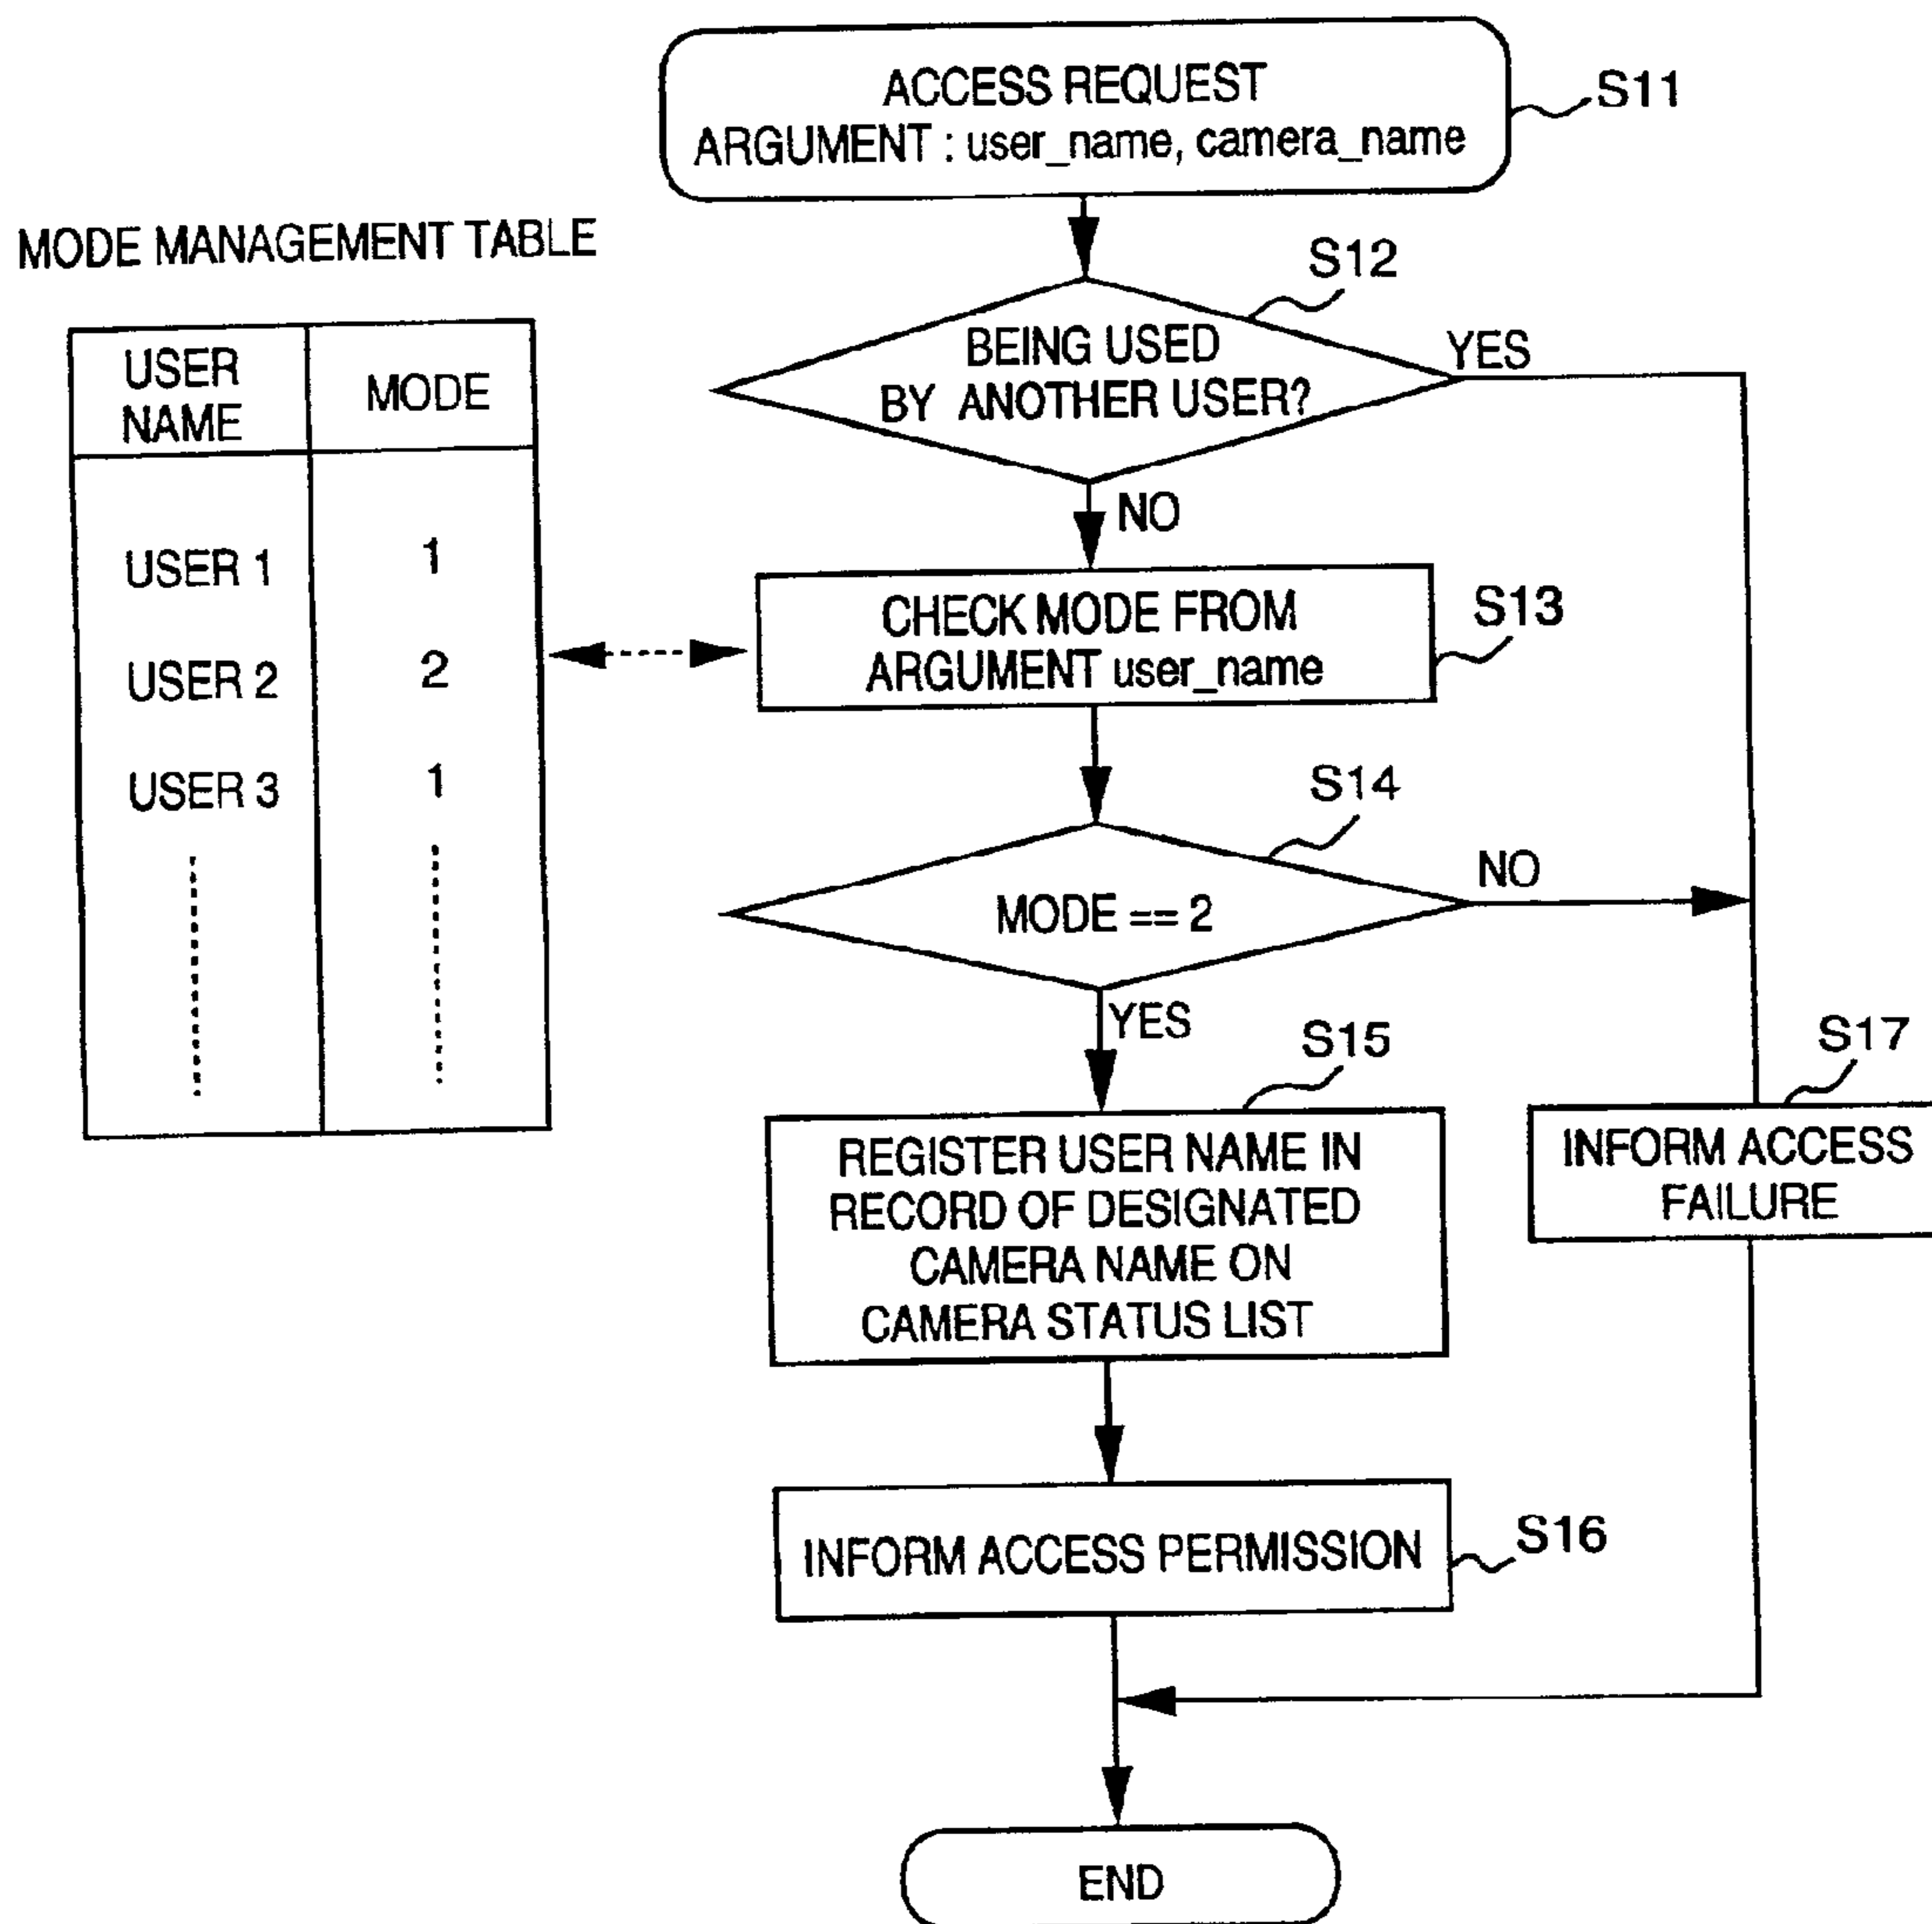 ACCESS REQUEST
ARGUMENT : user_name, camera_name
S11
MODE MANAGEMENT TABLE
USER
NAME
MODE
USER 1
1
USER 2
2
USER 3
1
S12
BEING USED
BY ANOTHER USER?
YES
NO
CHECK MODE FROM
ARGUMENT user_name
S13
S14
MODE == 2
NO
YES
S15
REGISTER USER NAME IN
RECORD OF DESIGNATED
CAMERA NAME ON
CAMERA STATUS LIST
S17
INFORM ACCESS
FAILURE
INFORM ACCESS PERMISSION
S16
END